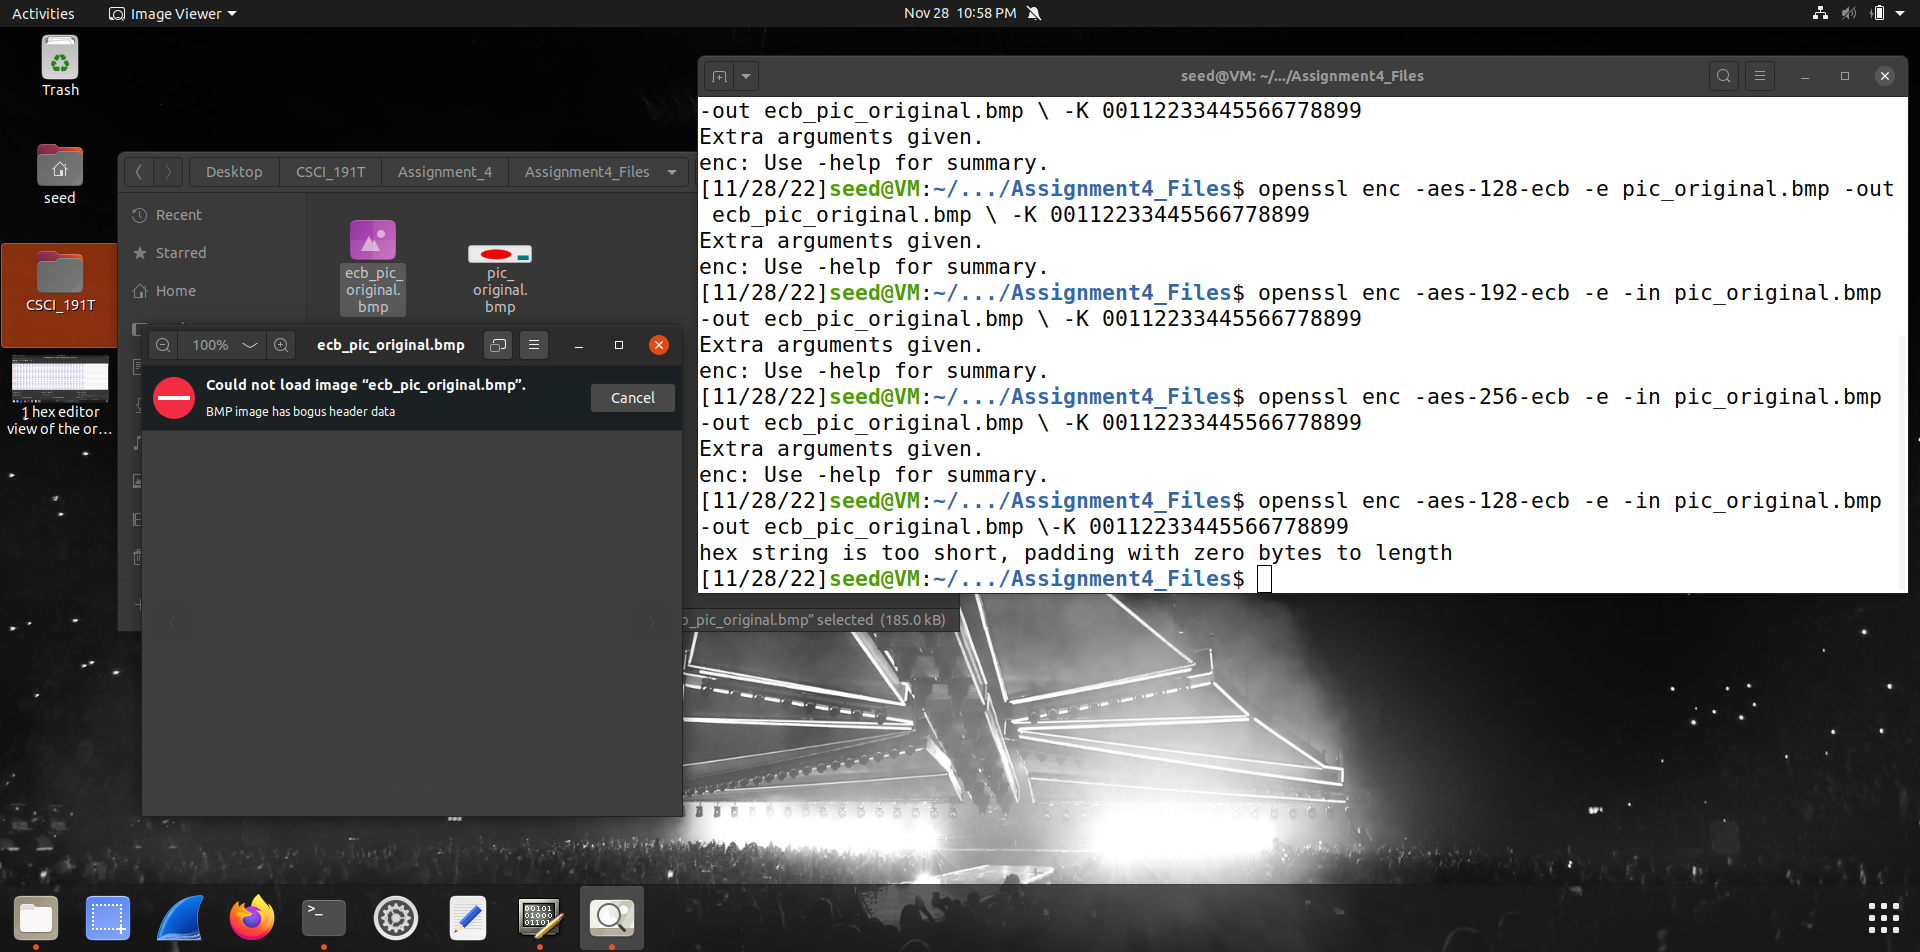 Activities
Image Viewer
Nov 28 10:58 PM
Trash
seed
CSCI_191T
1 hex editor
view of the or...
Desktop
CSCI_191T
Assignment_4
Assignment4_Files
Recent
Starred
Home
ecb_pic_
original.
bmp
pic_
original.
bmp
100%
ecb_pic_original.bmp
Could not load image “ecb_pic_original.bmp”.
BMP image has bogus header data
Cancel
_pic_original.bmp” selected (185.0 kB)
seed@VM: ~/.../Assignment4_Files
-out ecb_pic_original.bmp \ -K 00112233445566778899
Extra arguments given.
enc: Use -help for summary.
[11/28/22]seed@VM:~/.../Assignment4_Files$ openssl enc -aes-128-ecb -e pic_original.bmp -out
ecb_pic_original.bmp \ -K 00112233445566778899
Extra arguments given.
enc: Use -help for summary.
[11/28/22]seed@VM:~/.../Assignment4_Files$ openssl enc -aes-192-ecb -e -in pic_original.bmp
-out ecb_pic_original.bmp \ -K 00112233445566778899
Extra arguments given.
enc: Use -help for summary.
[11/28/22]seed@VM:~/.../Assignment4_Files$ openssl enc -aes-256-ecb -e -in pic_original.bmp
-out ecb_pic_original.bmp \ -K 00112233445566778899
Extra arguments given.
enc: Use -help for summary.
[11/28/22]seed@VM:~/.../Assignment4_Files$ openssl enc -aes-128-ecb -e -in pic_original.bmp
-out ecb_pic_original.bmp \-K 00112233445566778899
hex string is too short, padding with zero bytes to length
[11/28/22]seed@VM:~/.../Assignment4_Files$